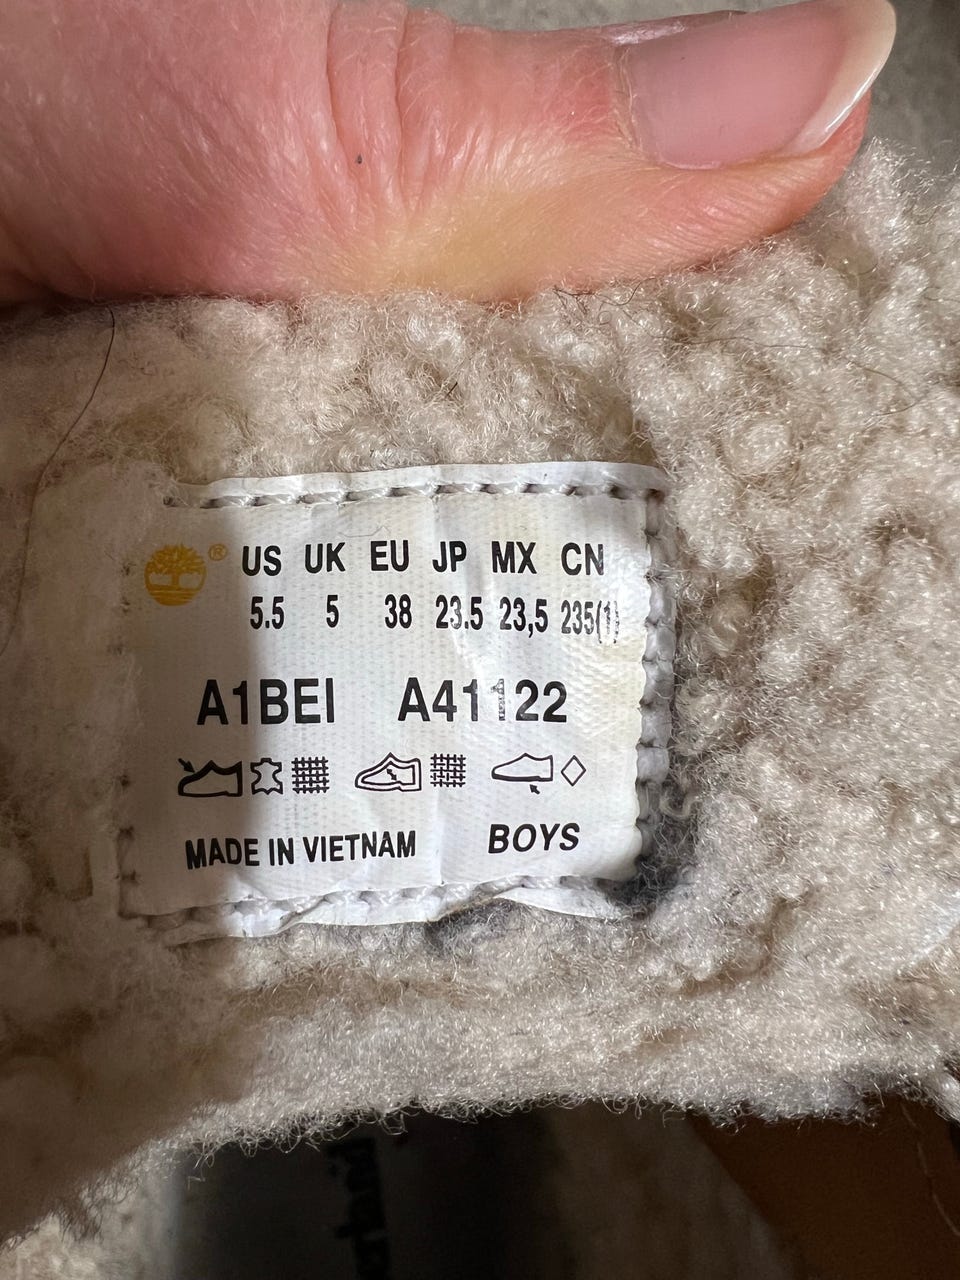 ® US UK EU JP MX CN
5.5 5 38 23.5 23,5 235(1)
A1BEI A41122
MADE IN VIETNAM BOYS